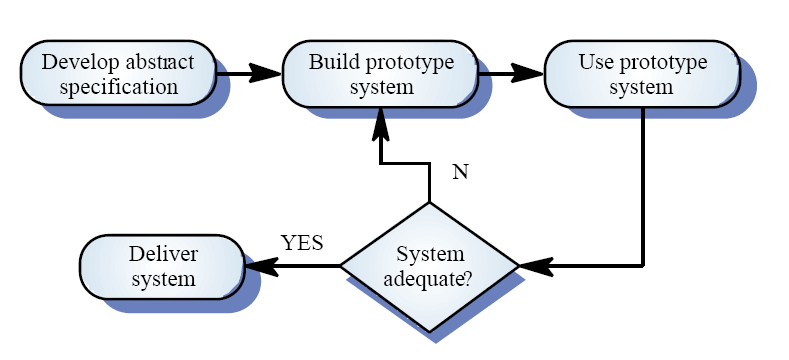 Develop abstract
specification
Build prototype
system
Use prototype
system
N
YES
Deliver
system
System
adequate?